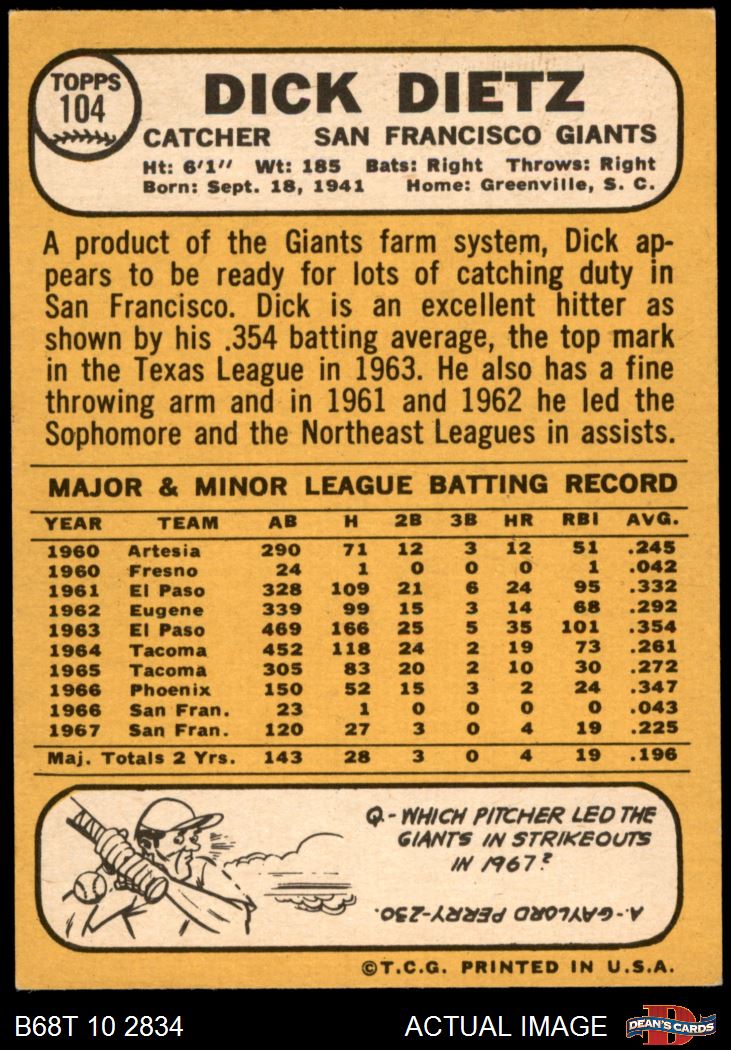 TOPPS
104
DICK DIETZ
CATCHER SAN FRANCISCO GIANTS
Ht: 6'1" Wt: 185 Bats: Right Throws: Right
Born: Sept. 18, 1941 Home: Greenville, S. C.
A product of the Giants farm system, Dick ap-
pears to be ready for lots of catching duty in
San Francisco. Dick is an excellent hitter as
shown by his .354 batting average, the top mark
in the Texas League in 1963. He also has a fine
throwing arm and in 1961 and 1962 he led the
Sophomore and the Northeast Leagues in assists.
MAJOR & MINOR LEAGUE BATTING RECORD
YEAR TEAM AB H 2B 3B HR RBI AVG.
1960 Artesia 290 71 12 3 12 51 .245
1960 Fresno 24 1 0 0 0 1 .042
1961 El Paso 328 109 21 6 24 95 .332
1962 Eugene 339 99 15 3 14 68 .292
1963 El Paso 469 166 25 5 35 101 .354
1964 Tacoma 452 118 24 2 19 73 .261
1965 Tacoma 305 83 20 2 10 30 .272
1966 Phoenix 150 52 15 3 2 24 .347
1966 San Fran. 23 1 0 0 0 0 .043
1967 San Fran. 120 27 3 0 4 19 .225
Maj. Totals 2 Yrs. 143 28 3 0 4 19 .196
Q.-WHICH PITCHER LED THE
GIANTS IN STRIKEOUTS
IN 1967?
A-GAYLORD PERRY-230.
©T.C.G. PRINTED IN U.S.A.
B68T 10 2834 ACTUAL IMAGE
DEAN'S CARDS